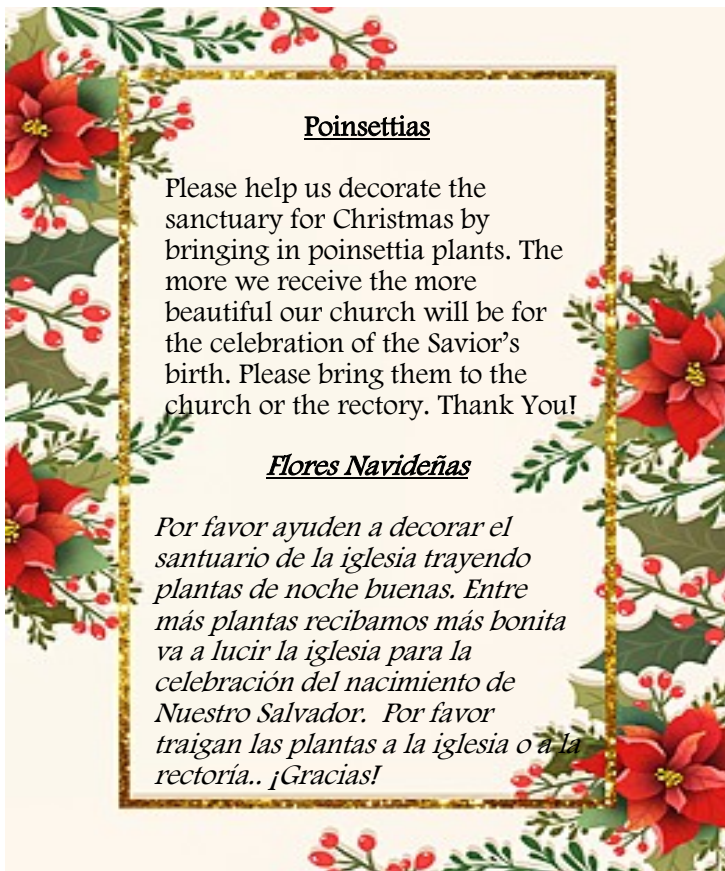 Poinsettias
Please help us decorate the
sanctuary for Christmas by
bringing in poinsettia plants. The
more we receive the more
beautiful our church will be for
the celebration of the Savior’s
birth. Please bring them to the
church or the rectory. Thank You!
Flores Navideñas
Por favor ayuden a decorar el
santuario de la iglesia trayendo
plantas de noche buenas. Entre
más plantas recibamos más bonita
va a lucir la iglesia para la
celebración del nacimiento de
Nuestro Salvador.  Por favor
traigan las plantas a la iglesia o a la
rectoría.. ¡Gracias!